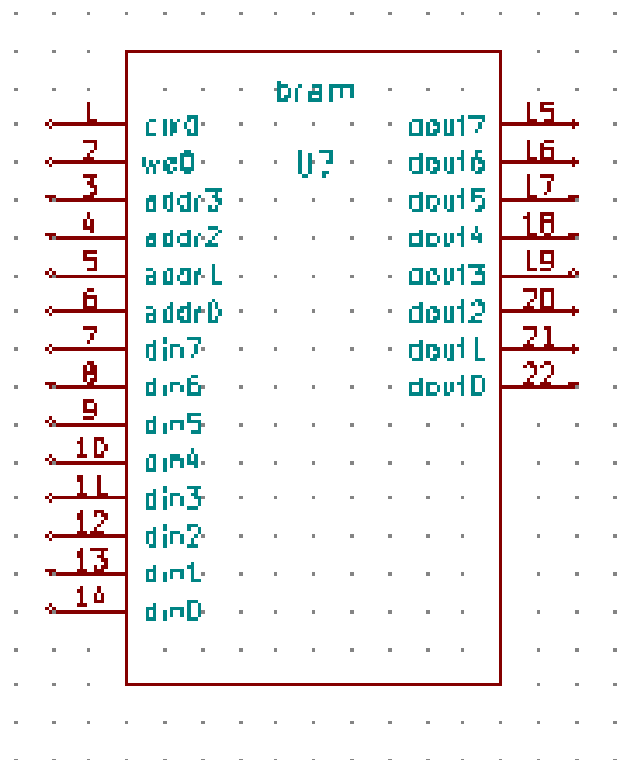 bram
1 clk0 dout7 15
2 we0 U? dout6 16
3 addr3 dout5 17
4 addr2 dout4 18
5 addr1 dout3 19
6 addr0 dout2 20
7 din7 dout1 21
8 din6 dout0 22
9 din5
10 din4
11 din3
12 din2
13 din1
14 din0